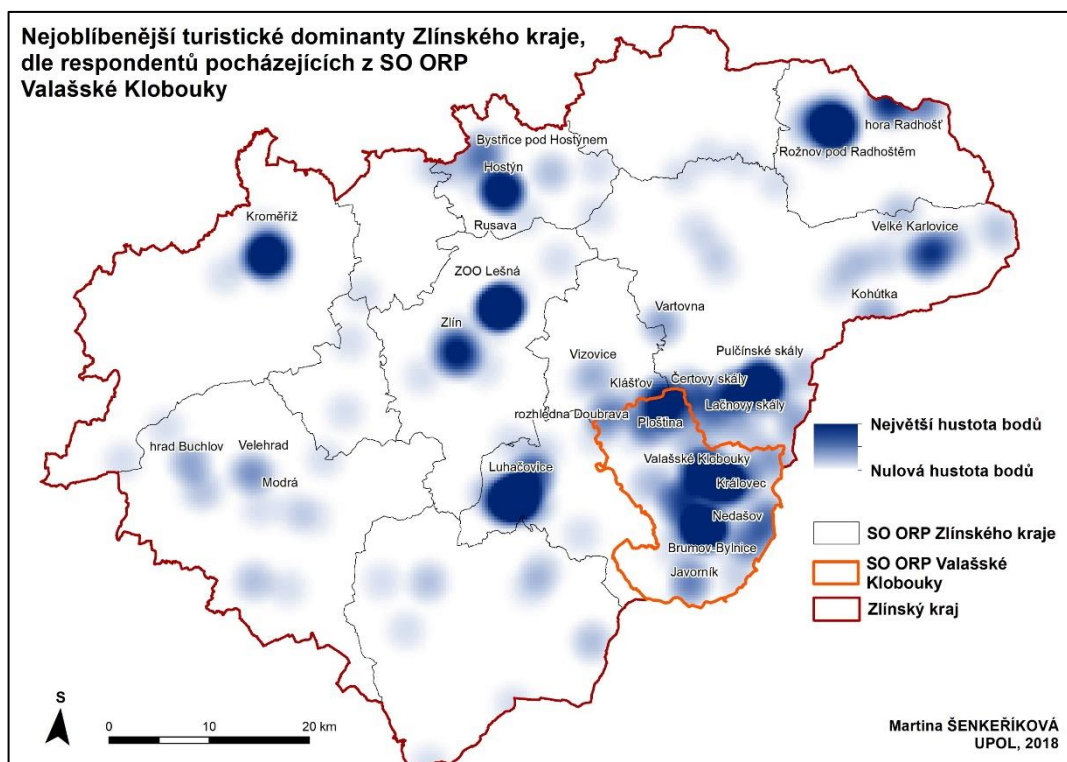 Nejoblíbenější turistické dominanty Zlínského kraje,
dle respondentů pocházejících z SO ORP
Valašské Klobouky
hora Radhošť
Rožnov pod Radhoštěm
Bystřice pod Hostýnem
Hostýn
Rusava
Kroměříž
Velké Karlovice
ZOO Lešná
Kohútka
Vartovna
Zlín
Pulčínské skály
Vizovice
Čertovy skály
Klášťov
Lačnovy skály
rozhledna Doubrava
Ploština
Největší hustota bodů
hrad Buchlov
Velehrad
Valašské Klobouky
Luhačovice
Nulová hustota bodů
Modrá
Královec
Nedašov
SO ORP Zlínského kraje
Brumov-Bylnice
SO ORP Valašské
Klobouky
Javorník
Zlínský kraj
S
0 10 20 km
Martina ŠENKEŘÍKOVÁ
UPOL, 2018